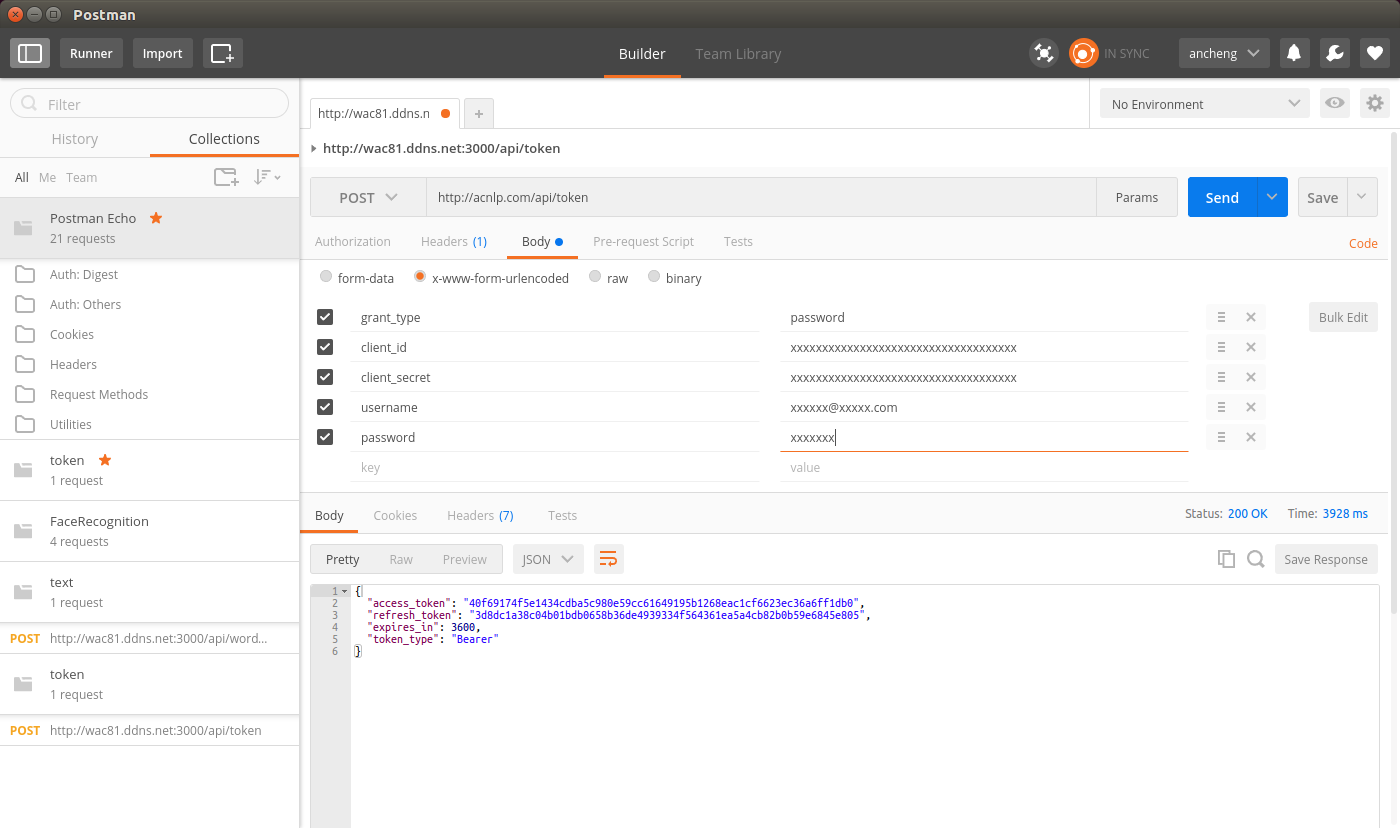 Postman
Runner
Import
Builder
Team Library
IN SYNC
ancheng
Filter
History
Collections
All Me Team
Postman Echo
21 requests
Auth: Digest
Auth: Others
Cookies
Headers
Request Methods
Utilities
token
1 request
FaceRecognition
4 requests
text
1 request
POST http://wac81.ddns.net:3000/api/word...
token
1 request
POST http://wac81.ddns.net:3000/api/token
http://wac81.ddns.n
+
No Environment
http://wac81.ddns.net:3000/api/token
POST
http://acnlp.com/api/token
Params
Send
Save
Authorization
Headers (1)
Body
Pre-request Script
Tests
Code
form-data
x-www-form-urlencoded
raw
binary
grant_type password
Bulk Edit
client_id xxxxxxxxxxxxxxxxxxxxxxxxxxxxxxxxxxxx
client_secret xxxxxxxxxxxxxxxxxxxxxxxxxxxxxxxxxxxx
username xxxxxx@xxxxx.com
password xxxxxxx
key value
Body
Cookies
Headers (7)
Tests
Status: 200 OK
Time: 3928 ms
Pretty
Raw
Preview
JSON
Save Response
1 {
2 "access_token": "40f69174f5e1434cdba5c980e59cc61649195b1268eac1cf6623ec36a6ff1db0",
3 "refresh_token": "3d8dc1a38c04b01bdb0658b36de4939334f564361ea5a4cb82b0b59e6845e805",
4 "expires_in": 3600,
5 "token_type": "Bearer"
6 }